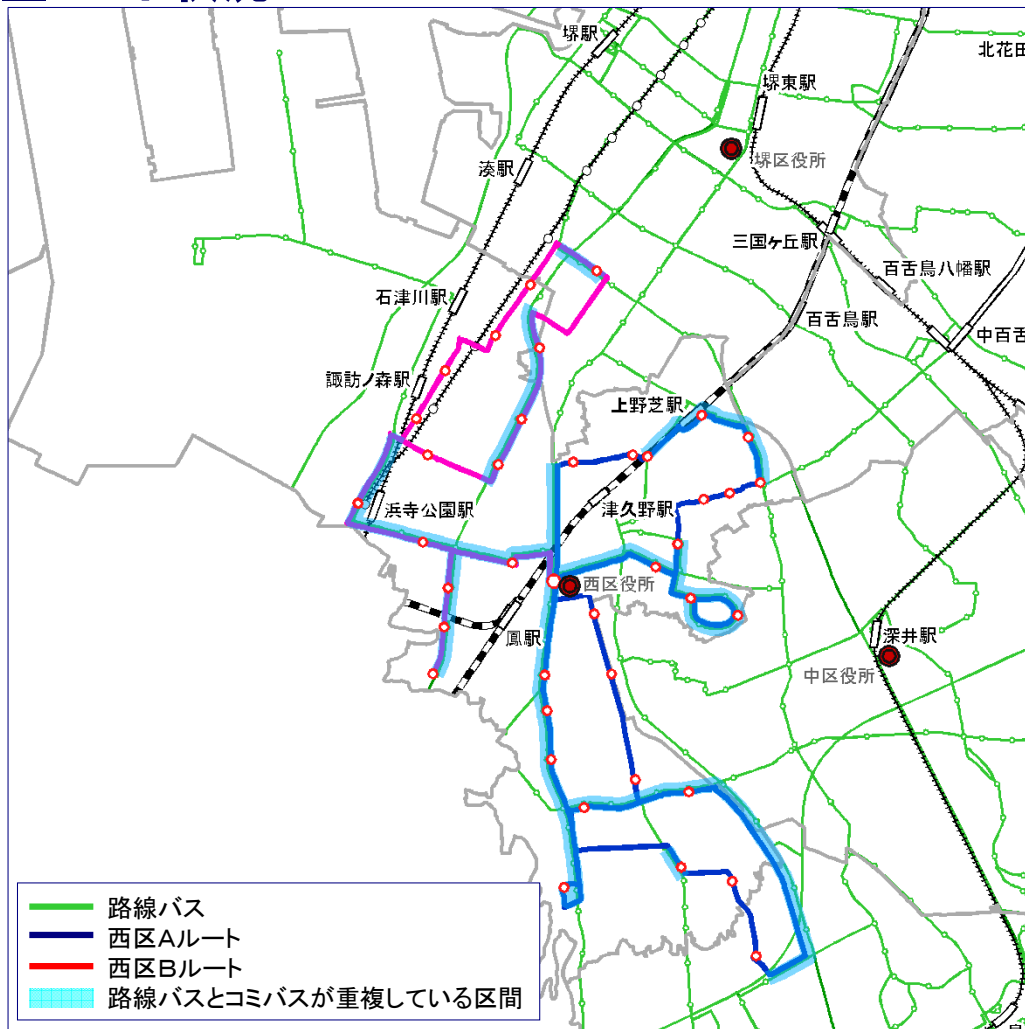 堺駅
北花田
堺東駅
堺区役所
湊駅
三国ヶ丘駅
百舌鳥八幡駅
石津川駅
百舌鳥駅
中百舌
諏訪ノ森駅
上野芝駅
浜寺公園駅
津久野駅
西区役所
鳳駅
深井駅
中区役所
路線バス
西区Aルート
西区Bルート
路線バスとコミバスが重複している区間